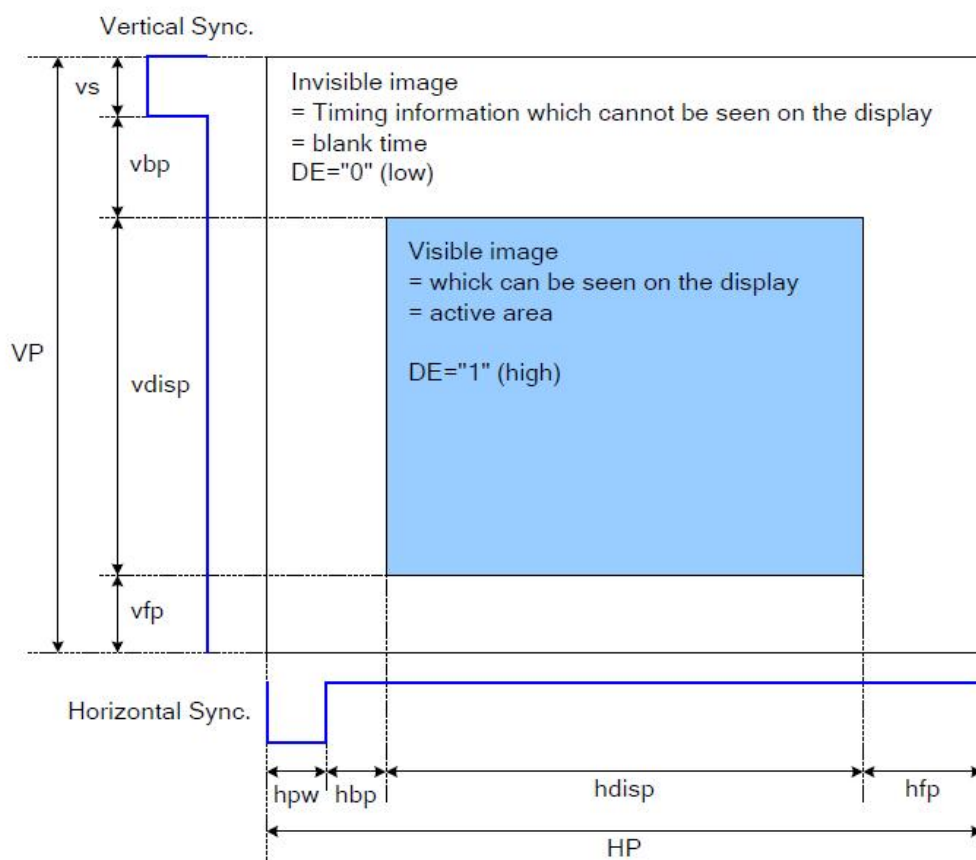 Vertical Sync.
vs
Invisible image
= Timing information which cannot be seen on the display
= blank time
DE="0" (low)
vbp
Visible image
= whick can be seen on the display
= active area
DE="1" (high)
VP
vdisp
vfp
Horizontal Sync.
hpw
hbp
hdisp
hfp
HP